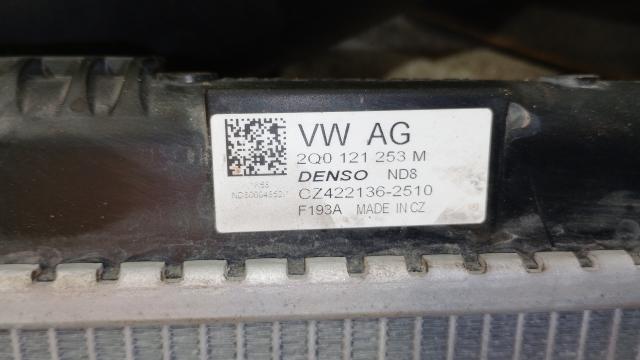 VW AG
2Q0 121 253 M
DENSO ND8
CZ422136-2510
F193A MADE IN CZ